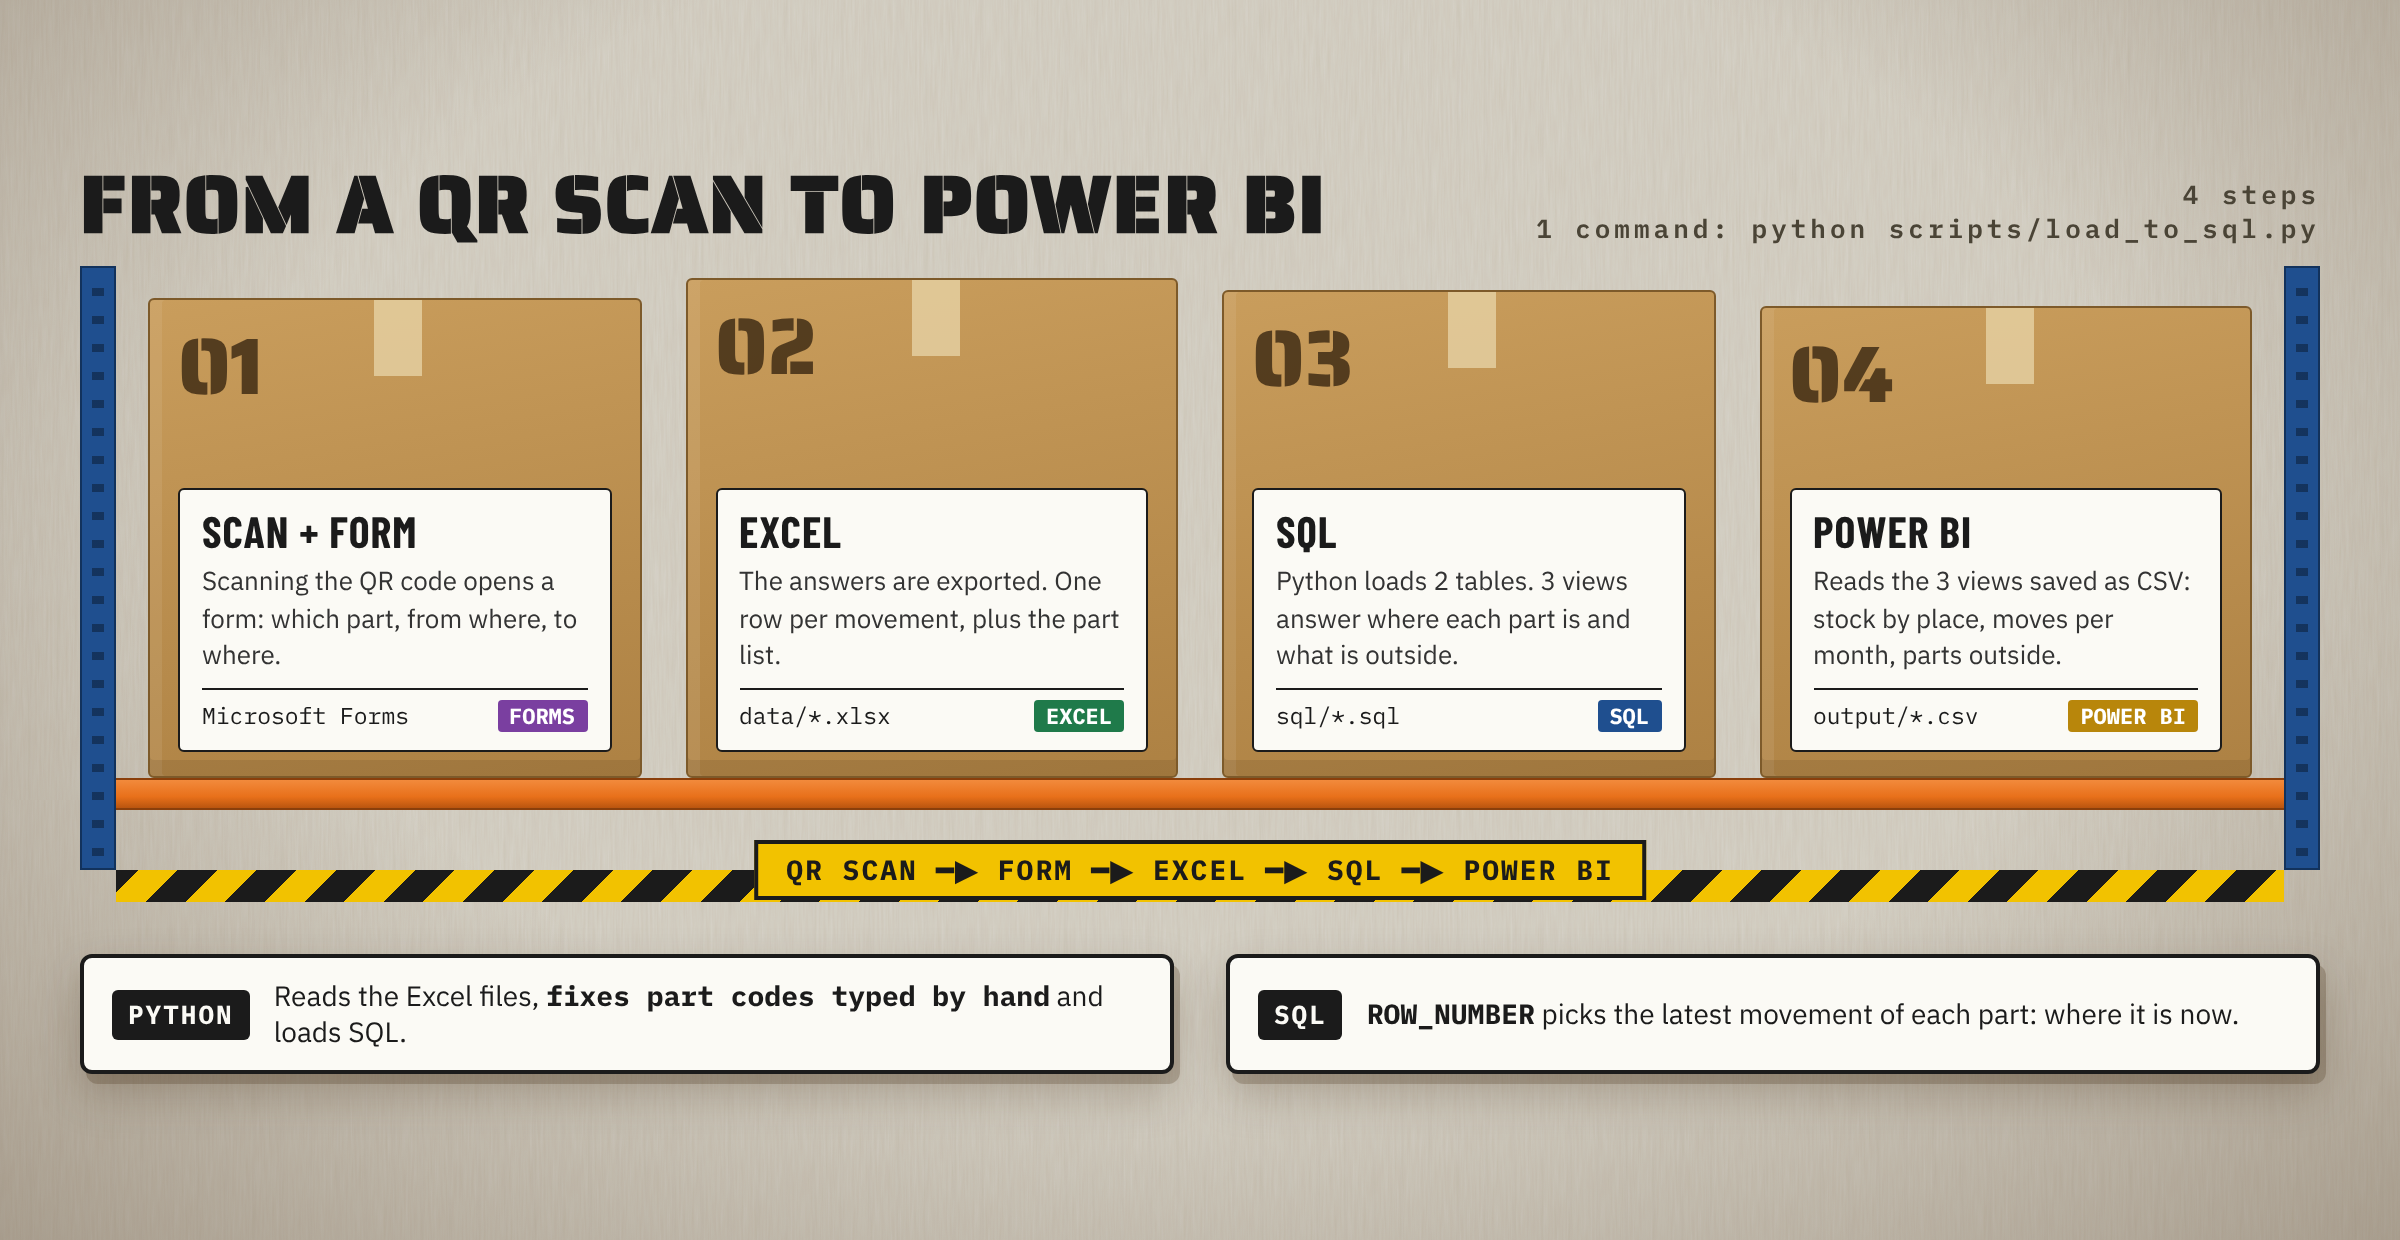 FROM A QR SCAN TO POWER BI
4 steps
1 command: python scripts/load_to_sql.py
01
SCAN + FORM
Scanning the QR code opens a
form: which part, from where, to
where.
Microsoft Forms FORMS
02
EXCEL
The answers are exported. One
row per movement, plus the part
list.
data/*.xlsx EXCEL
03
SQL
Python loads 2 tables. 3 views
answer where each part is and
what is outside.
sql/*.sql SQL
04
POWER BI
Reads the 3 views saved as CSV:
stock by place, moves per
month, parts outside.
output/*.csv POWER BI
QR SCAN ━▶ FORM ━▶ EXCEL ━▶ SQL ━▶ POWER BI
PYTHON
Reads the Excel files, fixes part codes typed by hand and
loads SQL.
SQL
ROW_NUMBER picks the latest movement of each part: where it is now.